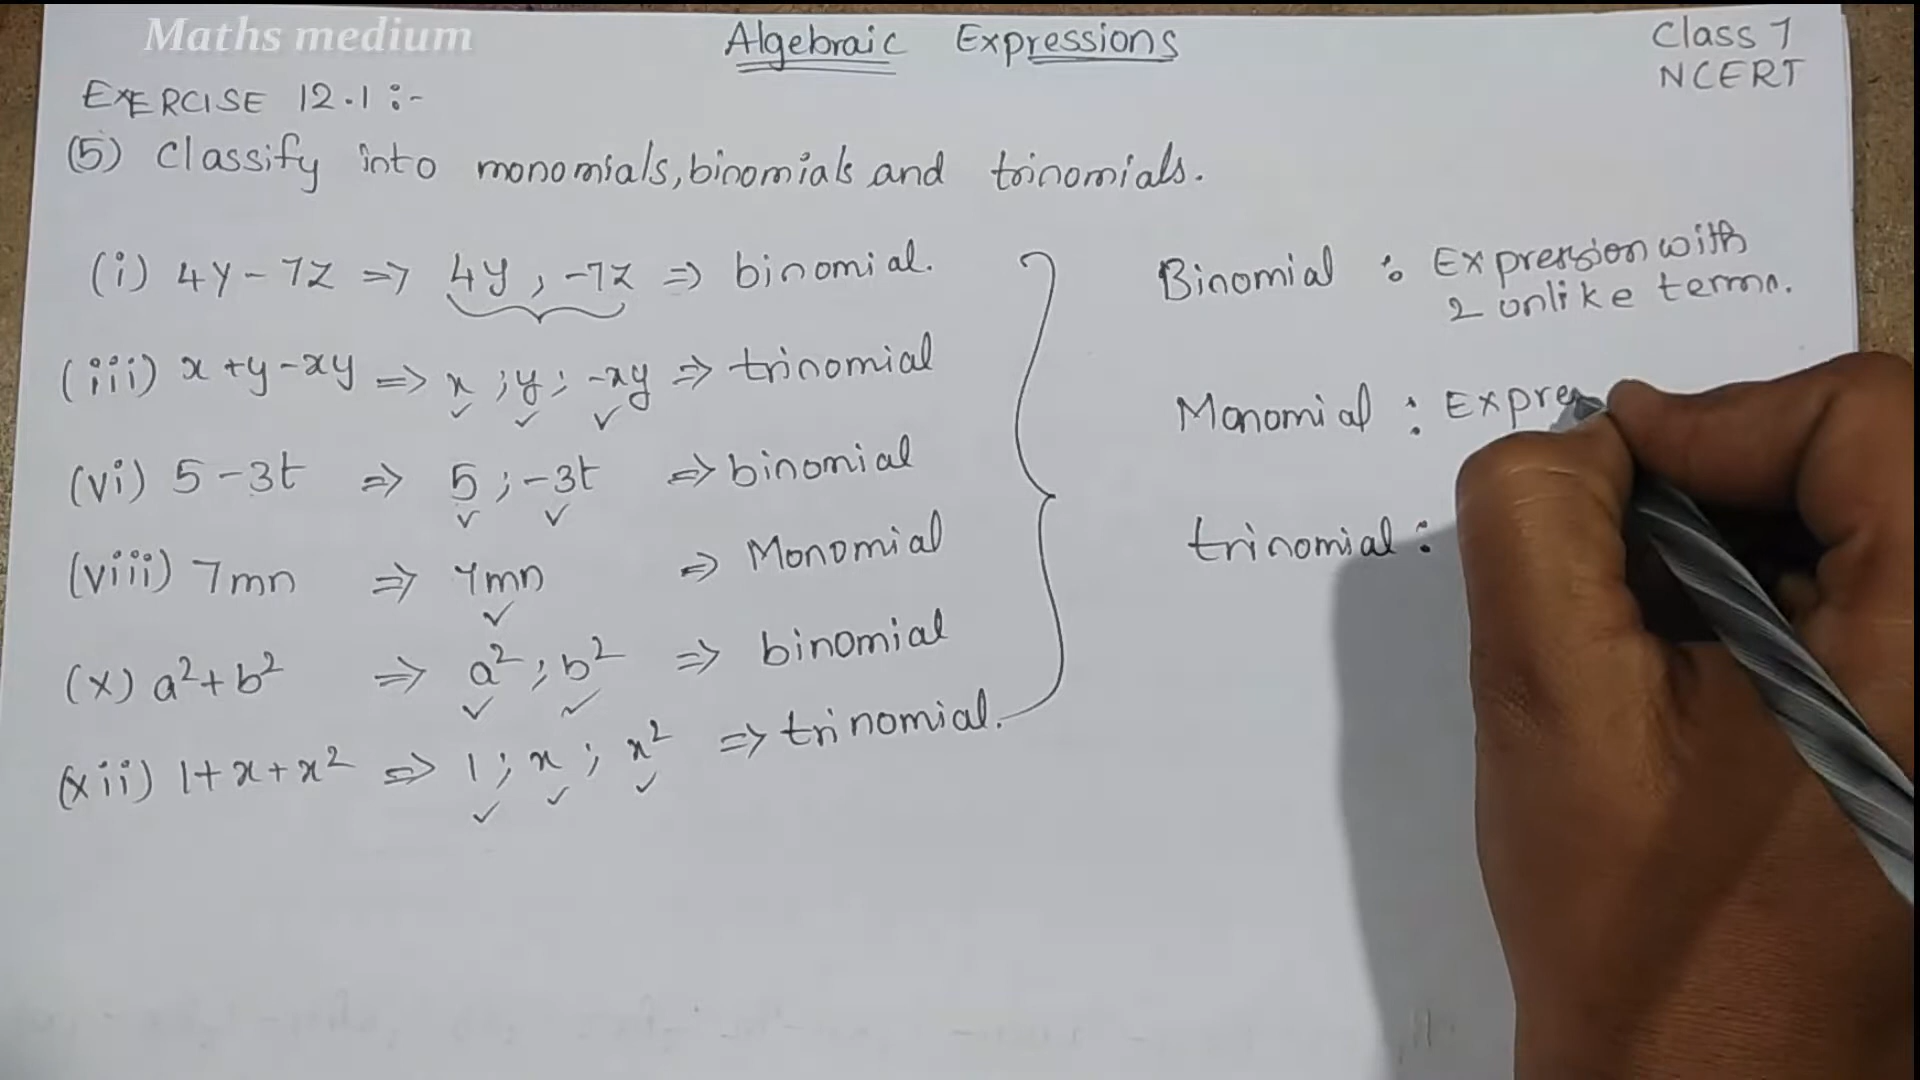 Maths medium
Algebraic Expressions
Class 7
NCERT
EXERCISE 12.1 :-
(5) Classify into monomials, binomials and trinomials.
(i) 4y - 7z => 4y , -7z => binomial.
(iii) x + y - xy => x ; y ; -xy => trinomial
(vi) 5 - 3t => 5 ; -3t => binomial
(viii) 7mn => 7mn => Monomial
(x) a² + b² => a² ; b² => binomial
(xii) 1 + x + x² => 1 ; x ; x² => trinomial.
Binomial : Expression with
2 unlike terms.
Monomial : Expre
trinomial :